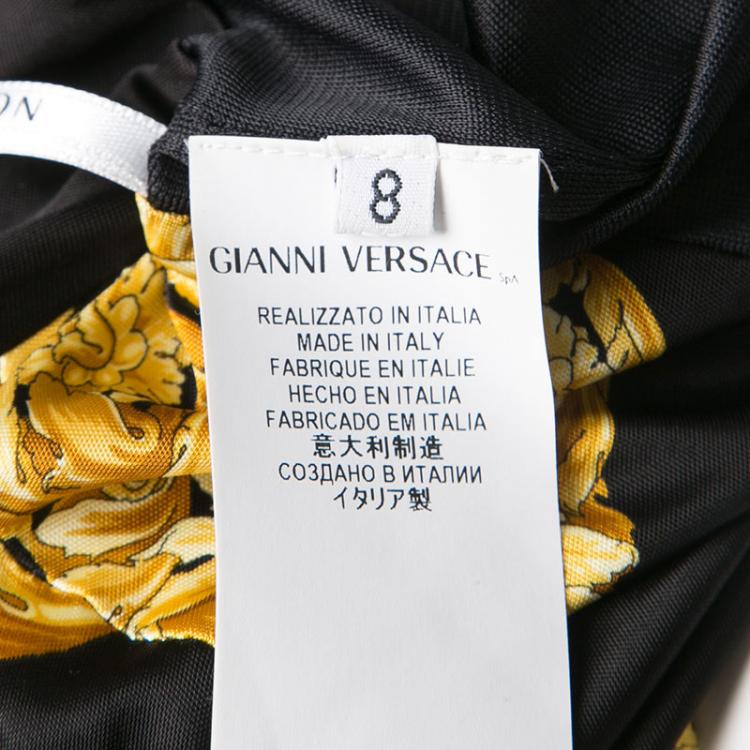 ON
8
GIANNI VERSACE SpA
REALIZZATO IN ITALIA
MADE IN ITALY
FABRIQUE EN ITALIE
HECHO EN ITALIA
FABRICADO EM ITALIA
意大利制造
СОЗДАНО В ИТАЛИИ
イタリア製